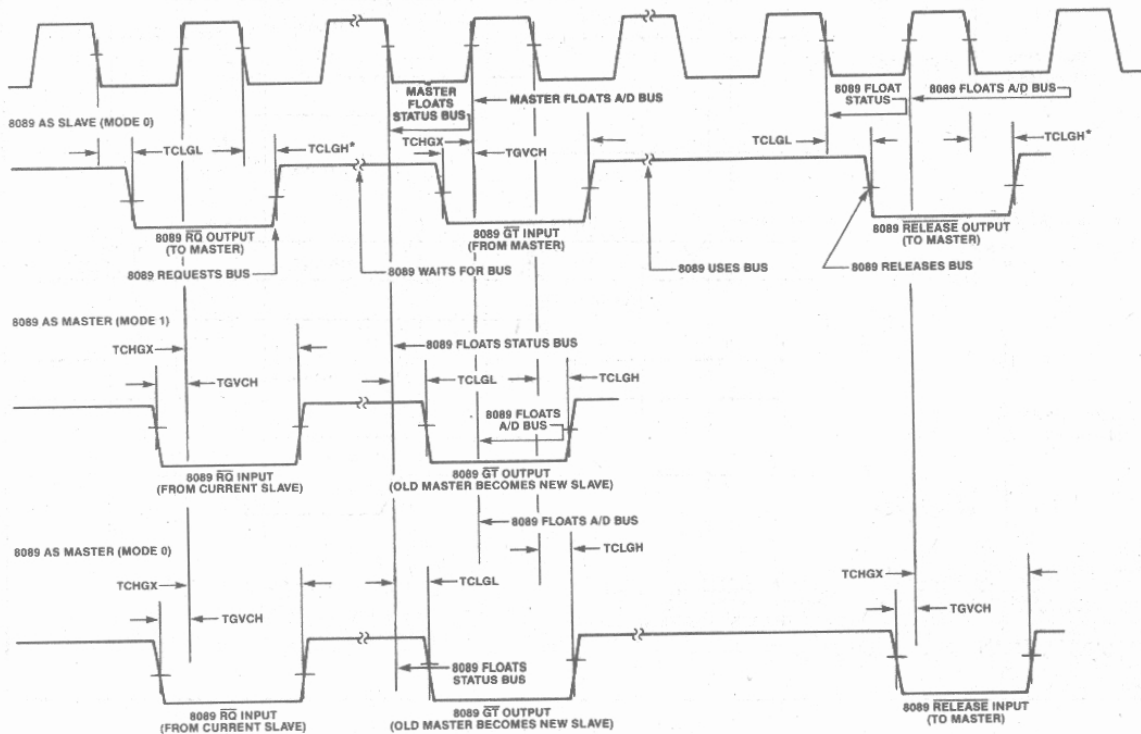 MASTER
FLOATS
STATUS BUS
MASTER FLOATS A/D BUS
8089 FLOAT
STATUS
8089 FLOATS A/D BUS
8089 AS SLAVE (MODE 0)
TCLGL
TCLGH*
TCHGX
TGVCH
TCLGL
TCLGH*
8089 RQ OUTPUT
(TO MASTER)
8089 GT INPUT
(FROM MASTER)
8089 RELEASE OUTPUT
(TO MASTER)
8089 REQUESTS BUS
8089 WAITS FOR BUS
8089 USES BUS
8089 RELEASES BUS
8089 AS MASTER (MODE 1)
TCHGX
8089 FLOATS STATUS BUS
TGVCH
TCLGL
TCLGH
8089 FLOATS
A/D BUS
8089 RQ INPUT
(FROM CURRENT SLAVE)
8089 GT OUTPUT
(OLD MASTER BECOMES NEW SLAVE)
8089 FLOATS A/D BUS
8089 AS MASTER (MODE 0)
TCLGH
TCHGX
TCLGL
TCHGX
TGVCH
TGVCH
8089 FLOATS
STATUS BUS
8089 RQ INPUT
(FROM CURRENT SLAVE)
8089 GT OUTPUT
(OLD MASTER BECOMES NEW SLAVE)
8089 RELEASE INPUT
(TO MASTER)